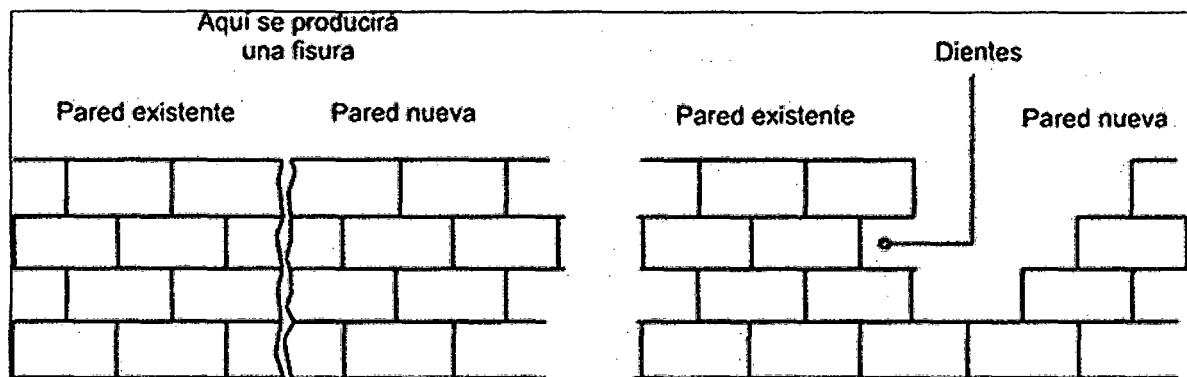 Aquí se producirá
una fisura
Dientes
Pared existente
Pared nueva
Pared existente
Pared nueva